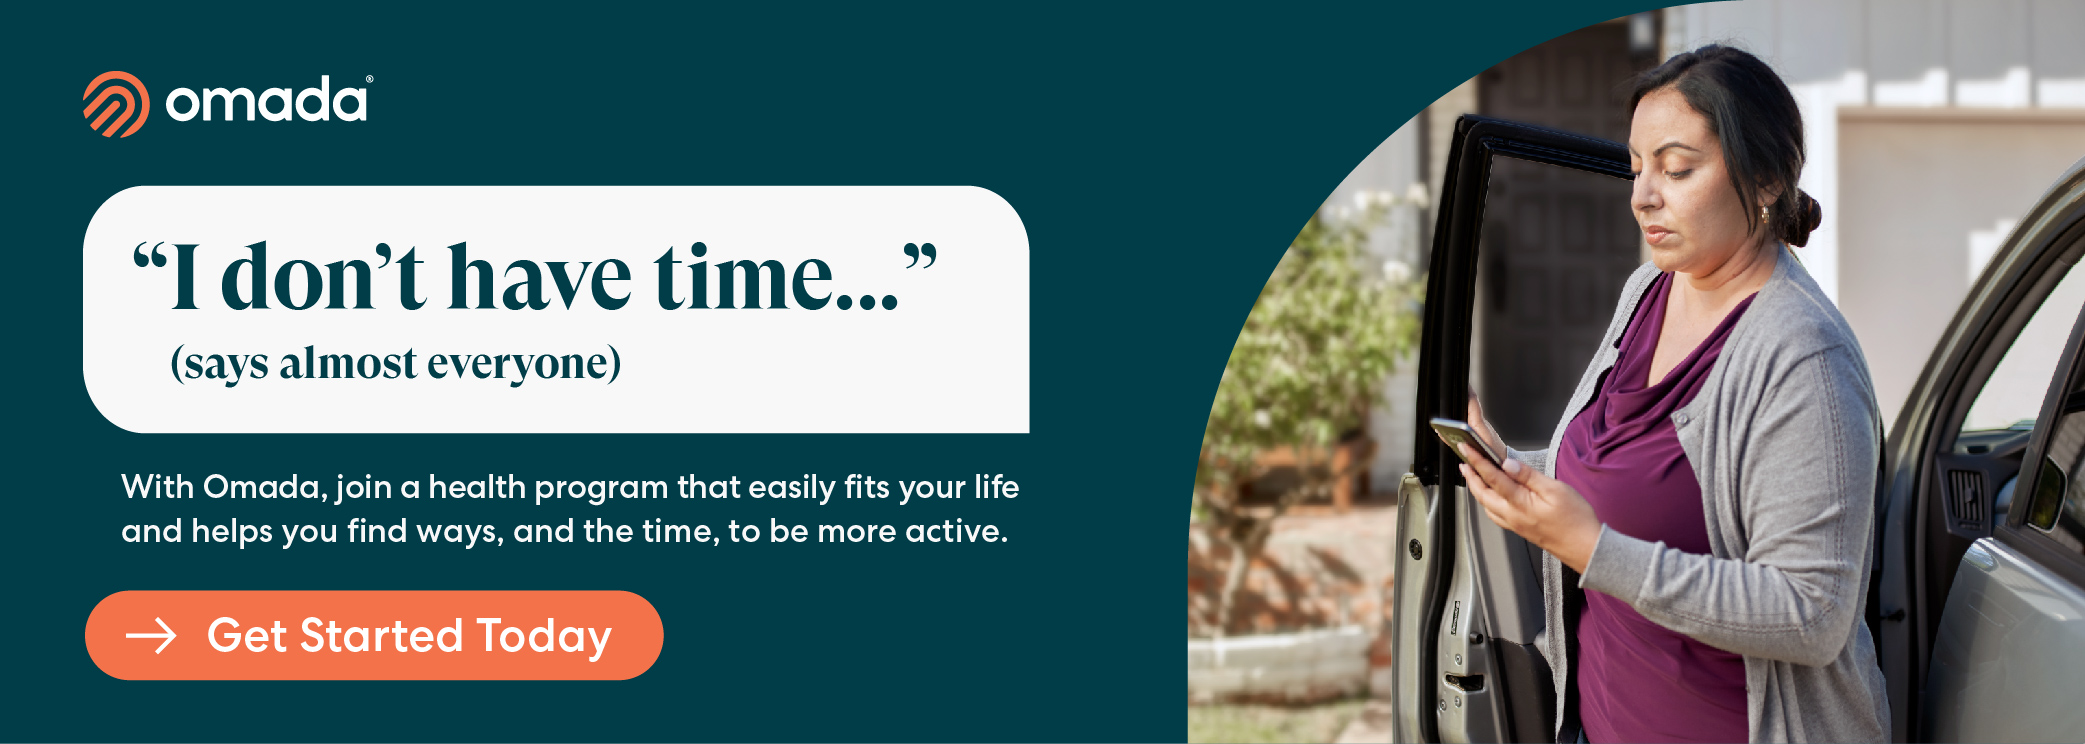 omada®
“I don’t have time...”
(says almost everyone)
With Omada, join a health program that easily fits your life
and helps you find ways, and the time, to be more active.
Get Started Today